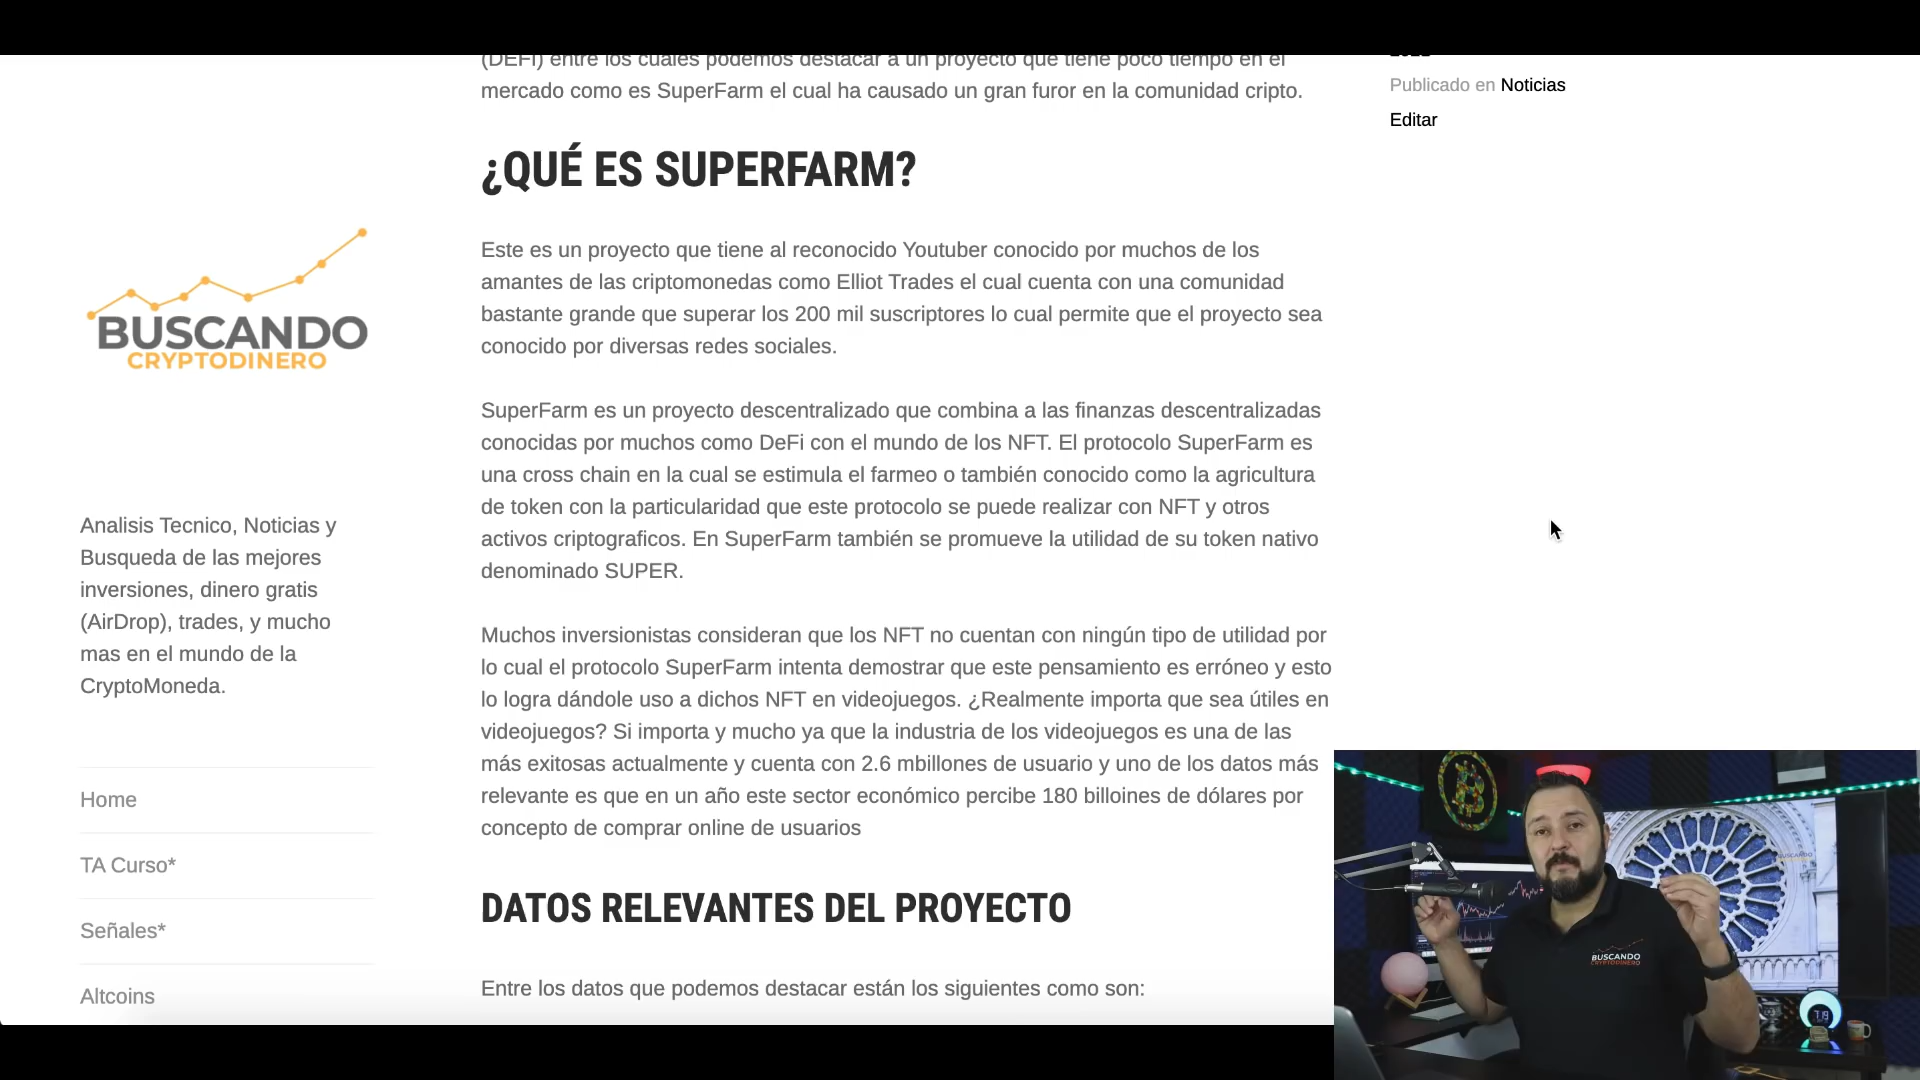 (DEFI) entre los cuales podemos destacar a un proyecto que tiene poco tiempo en el
mercado como es SuperFarm el cual ha causado un gran furor en la comunidad cripto.
Publicado en Noticias
Editar
¿QUÉ ES SUPERFARM?
Este es un proyecto que tiene al reconocido Youtuber conocido por muchos de los
amantes de las criptomonedas como Elliot Trades el cual cuenta con una comunidad
bastante grande que superar los 200 mil suscriptores lo cual permite que el proyecto sea
conocido por diversas redes sociales.
SuperFarm es un proyecto descentralizado que combina a las finanzas descentralizadas
conocidas por muchos como DeFi con el mundo de los NFT. El protocolo SuperFarm es
una cross chain en la cual se estimula el farmeo o también conocido como la agricultura
de token con la particularidad que este protocolo se puede realizar con NFT y otros
activos criptograficos. En SuperFarm también se promueve la utilidad de su token nativo
denominado SUPER.
Muchos inversionistas consideran que los NFT no cuentan con ningún tipo de utilidad por
lo cual el protocolo SuperFarm intenta demostrar que este pensamiento es erróneo y esto
lo logra dándole uso a dichos NFT en videojuegos. ¿Realmente importa que sea útiles en
videojuegos? Si importa y mucho ya que la industria de los videojuegos es una de las
más exitosas actualmente y cuenta con 2.6 mbillones de usuario y uno de los datos más
relevante es que en un año este sector económico percibe 180 billoines de dólares por
concepto de comprar online de usuarios
DATOS RELEVANTES DEL PROYECTO
Entre los datos que podemos destacar están los siguientes como son:
BUSCANDO
CRYPTODINERO
Analisis Tecnico, Noticias y
Busqueda de las mejores
inversiones, dinero gratis
(AirDrop), trades, y mucho
mas en el mundo de la
CryptoMoneda.
Home
TA Curso*
Señales*
Altcoins
BUSCANDO
CRYPTODINERO
BUSCANDO
7:19